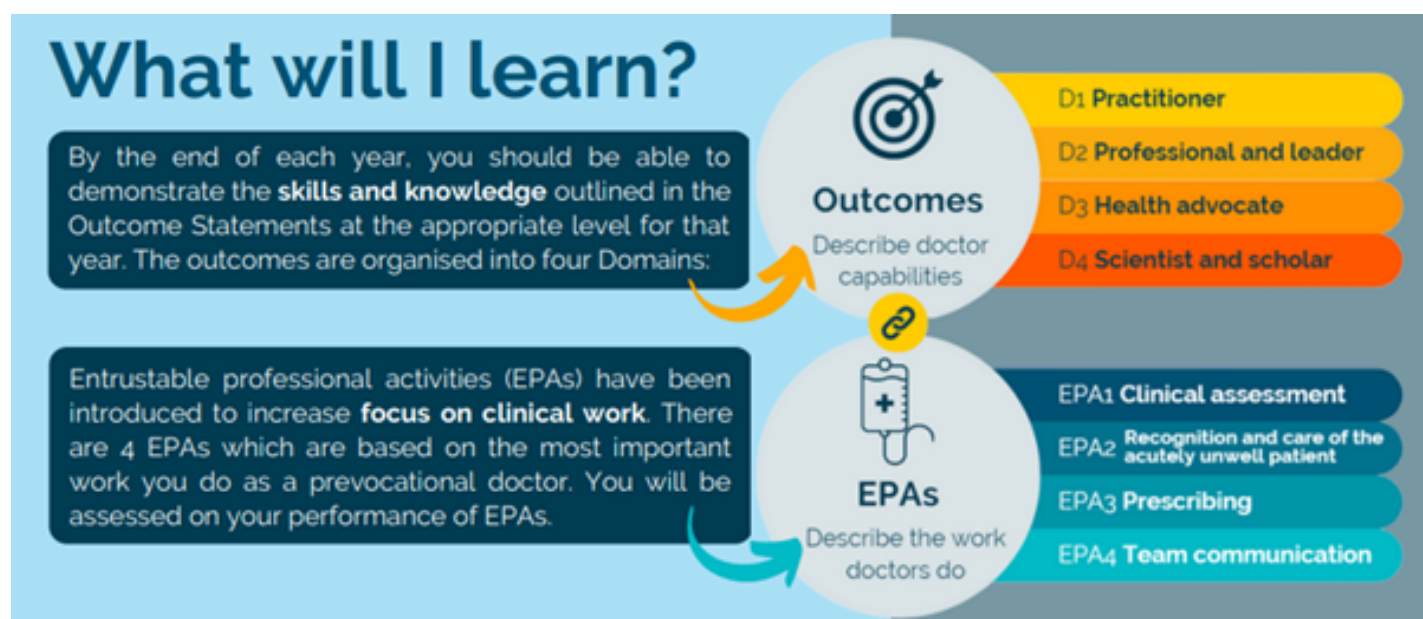 What will I learn?
By the end of each year, you should be able to
demonstrate the skills and knowledge outlined in the
Outcome Statements at the appropriate level for that
year. The outcomes are organised into four Domains:
Outcomes
Describe doctor
capabilities
D1 Practitioner
D2 Professional and leader
D3 Health advocate
D4 Scientist and scholar
Entrustable professional activities (EPAs) have been
introduced to increase focus on clinical work. There
are 4 EPAs which are based on the most important
work you do as a prevocational doctor. You will be
assessed on your performance of EPAs.
EPAs
Describe the work
doctors do
EPA1 Clinical assessment
EPA2 Recognition and care of the
acutely unwell patient
EPA3 Prescribing
EPA4 Team communication